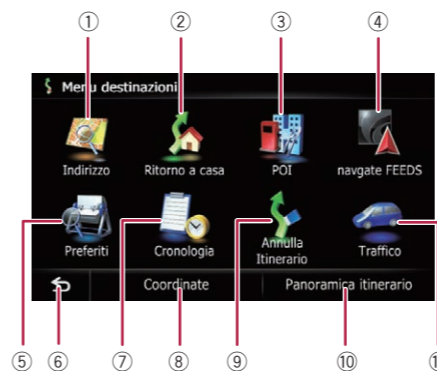 ① ② ③ ④
Menu destinazioni
Indirizzo Ritorno a casa POI navgate FEEDS
Preferiti Cronologia Annulla Itinerario Traffico
Coordinate Panoramica itinerario
⑤ ⑥ ⑦ ⑧ ⑨ ⑩